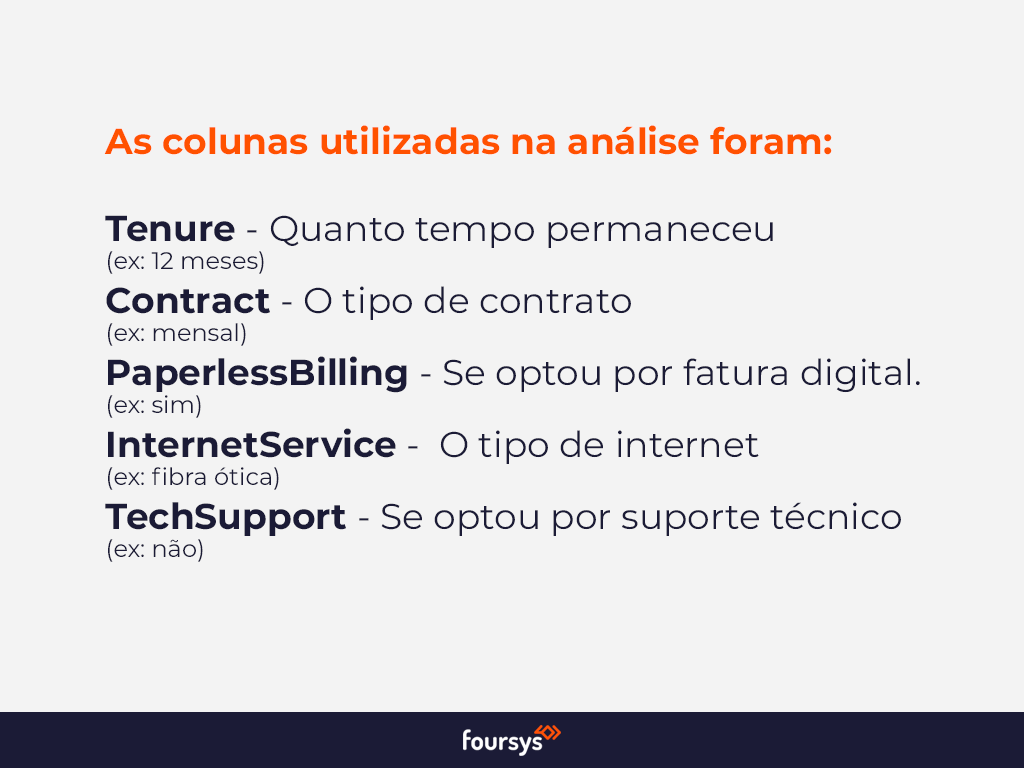 As colunas utilizadas na análise foram:
Tenure - Quanto tempo permaneceu
(ex: 12 meses)
Contract - O tipo de contrato
(ex: mensal)
PaperlessBilling - Se optou por fatura digital.
(ex: sim)
InternetService -  O tipo de internet
(ex: fibra ótica)
TechSupport - Se optou por suporte técnico
(ex: não)
foursys